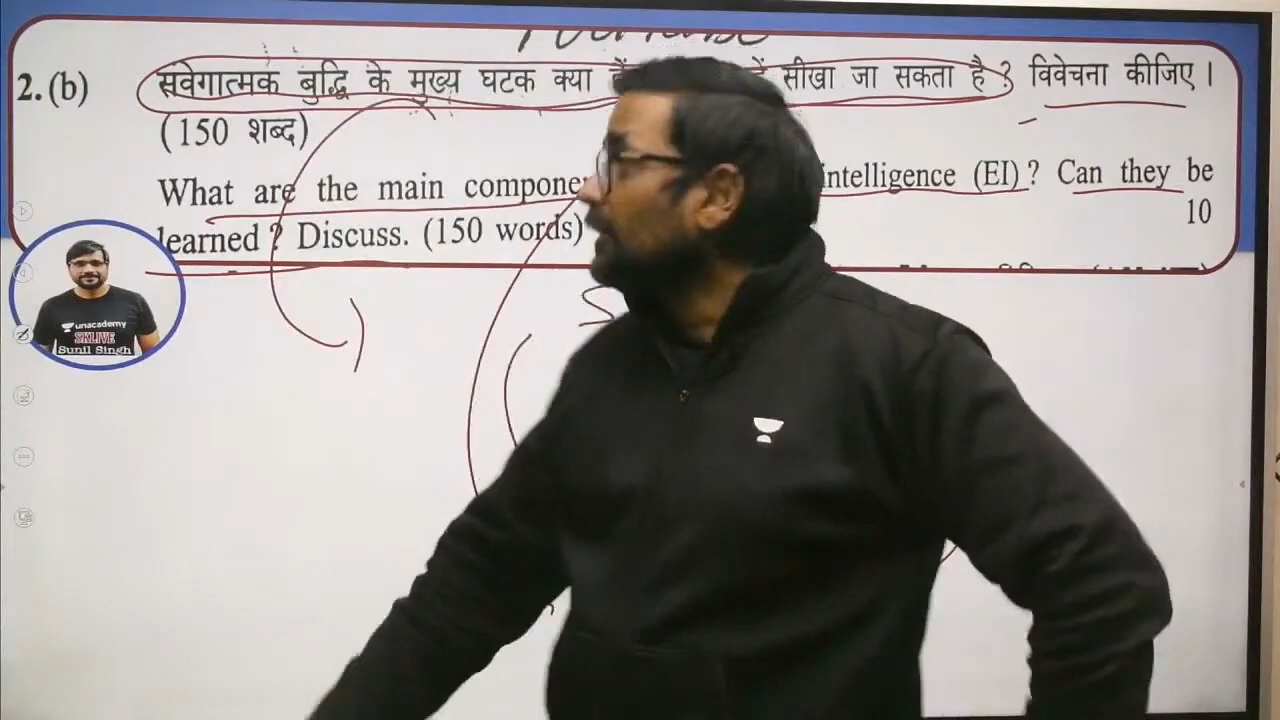 2.(b) संवेगात्मक बुद्धि के मुख्य घटक क्या सीखा जा सकता है ? विवेचना कीजिए ।
(150 शब्द)
What are the main intelligence (EI) ? Can they be
learned ? Discuss. (150 words) 10
unacademy
SKLIVE
Sunil Singh